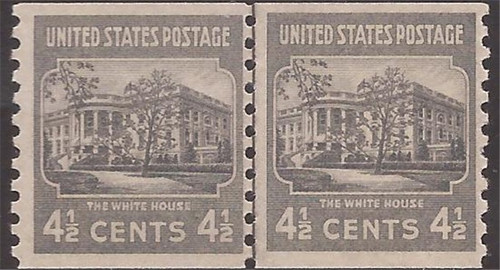 UNITED STATES POSTAGE
THE WHITE HOUSE
4½ CENTS 4½
UNITED STATES POSTAGE
THE WHITE HOUSE
4½ CENTS 4½